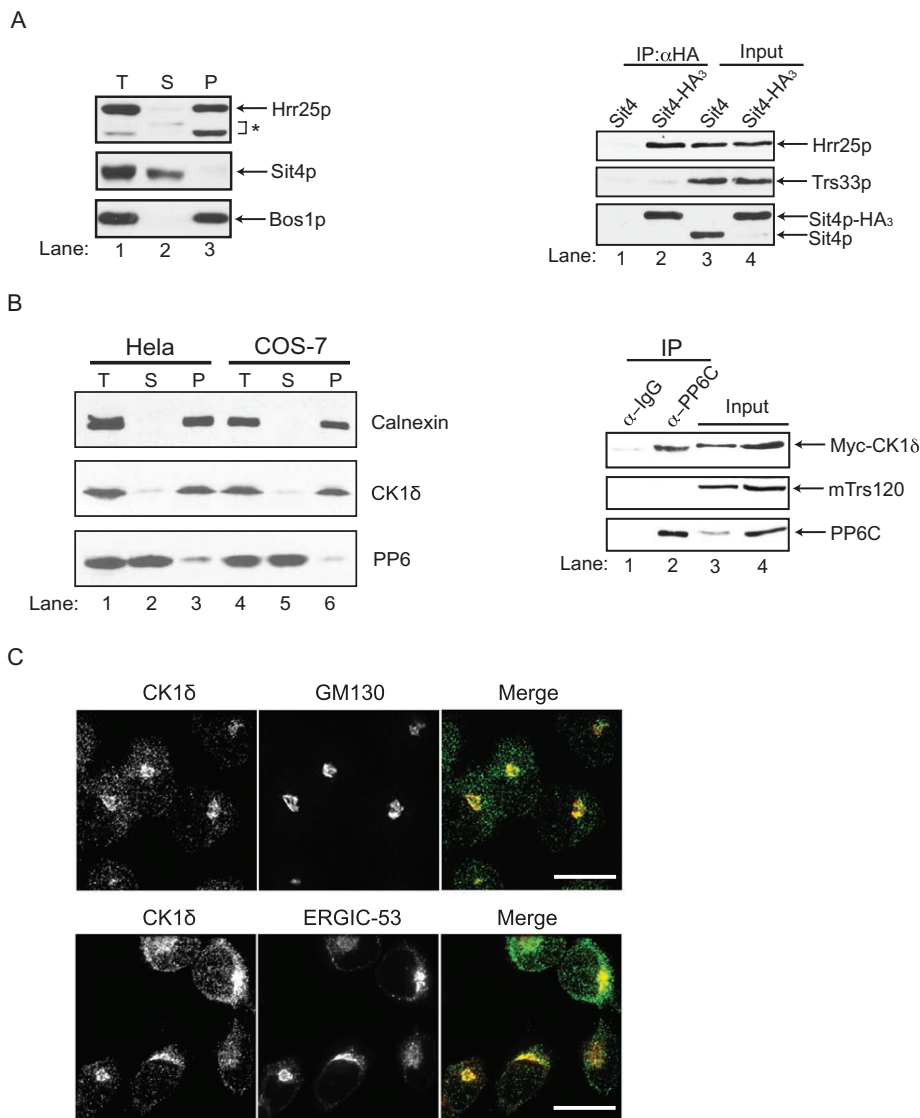 A
T S P
Hrr25p
*
Sit4p
Bos1p
Lane: 1 2 3
IP:αHA Input
Sit4 Sit4-HA3 Sit4 Sit4-HA3
Hrr25p
Trs33p
Sit4p-HA3
Sit4p
Lane: 1 2 3 4
B
Hela COS-7
T S P T S P
Calnexin
CK1δ
PP6
Lane: 1 2 3 4 5 6
IP
α-IgG α-PP6C Input
Myc-CK1δ
mTrs120
PP6C
Lane: 1 2 3 4
C
CK1δ GM130 Merge
CK1δ ERGIC-53 Merge